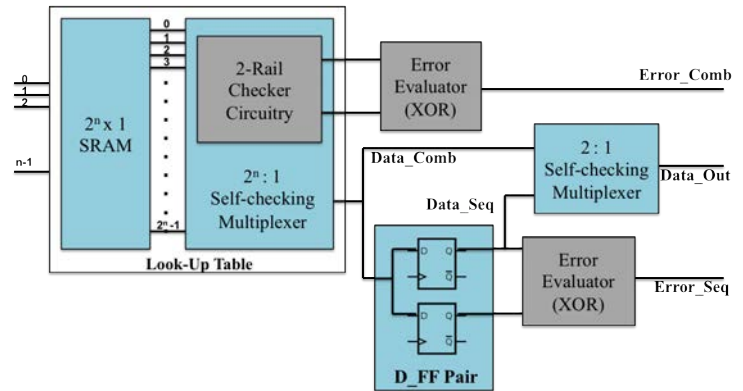 0
1
2
n-1
2ⁿ x 1
SRAM
0
1
2
3
2ⁿ-1
2-Rail
Checker
Circuitry
2ⁿ : 1
Self-checking
Multiplexer
Look-Up Table
Error
Evaluator
(XOR)
Error_Comb
Data_Comb
2 : 1
Self-checking
Multiplexer
Data_Out
Data_Seq
D Q
Q̅
D Q
Q̅
D_FF Pair
Error
Evaluator
(XOR)
Error_Seq